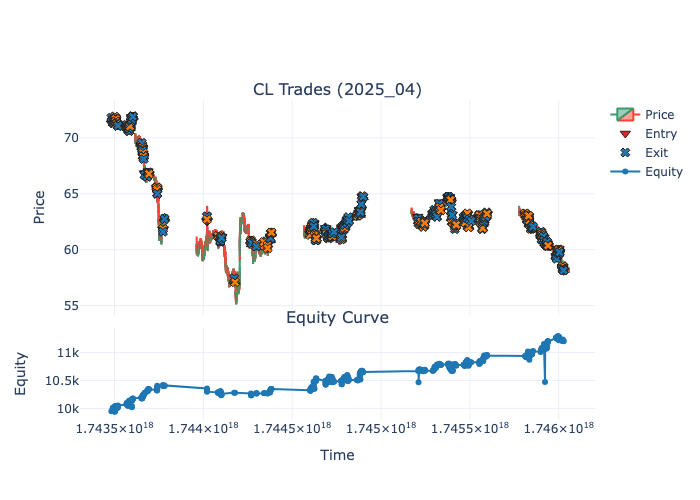 CL Trades (2025_04)
Price
Entry
Exit
Equity
70
65
60
55
Price
Equity Curve
11k
10.5k
10k
Equity
1.7435×10¹⁸
1.744×10¹⁸
1.7445×10¹⁸
1.745×10¹⁸
1.7455×10¹⁸
1.746×10¹⁸
Time